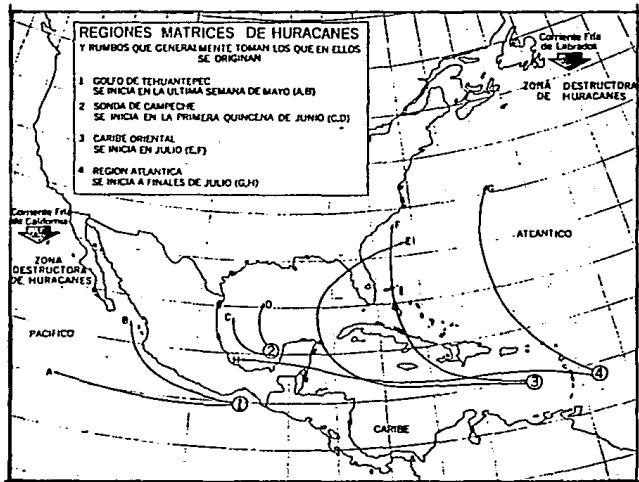 REGIONES MATRICES DE HURACANES
Y RUMBOS QUE GENERALMENTE TOMAN LOS QUE EN ELLOS
SE ORIGINAN
1 GOLFO DE TEHUANTEPEC
SE INICIA EN LA ULTIMA SEMANA DE MAYO (A,B)
2 SONDA DE CAMPECHE
SE INICIA EN LA PRIMERA QUINCENA DE JUNIO (C,D)
3 CARIBE ORIENTAL
SE INICIA EN JULIO (E,F)
4 REGION ATLANTICA
SE INICIA A FINALES DE JULIO (G,H)
Corriente Fria
de Labrador
ZONA DESTRUCTORA
DE HURACANES
Corriente Fria
de California
ZONA
DESTRUCTORA
DE HURACANES
G
F
E
ATLANTICO
PACIFICO
B
C
D
2
H
A
1
3
4
CARIBE